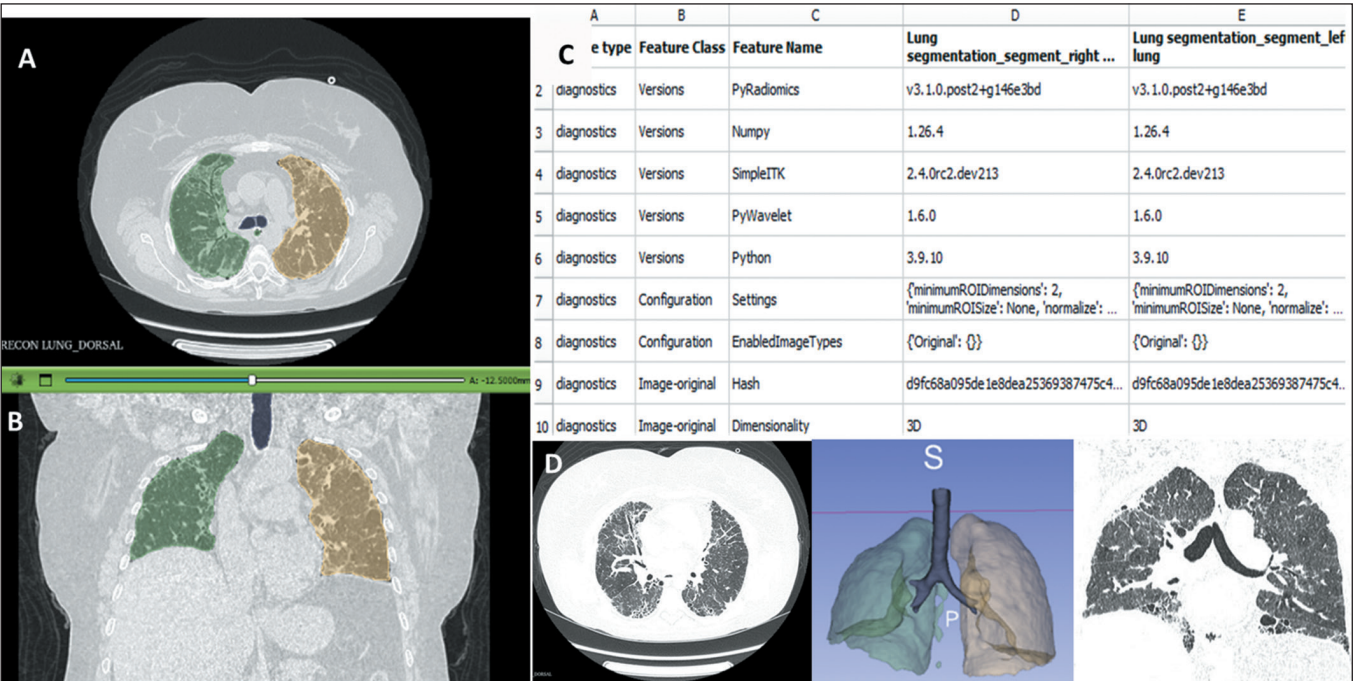 A
RECON LUNG_DORSAL
A: -12.5000mm
B
C
A B C D E
e type Feature Class Feature Name Lung segmentation_segment_right ... Lung segmentation_segment_left lung
2 diagnostics Versions PyRadiomics v3.1.0.post2+g146e3bd v3.1.0.post2+g146e3bd
3 diagnostics Versions Numpy 1.26.4 1.26.4
4 diagnostics Versions SimpleITK 2.4.0rc2.dev213 2.4.0rc2.dev213
5 diagnostics Versions PyWavelet 1.6.0 1.6.0
6 diagnostics Versions Python 3.9.10 3.9.10
7 diagnostics Configuration Settings {'minimumROIDimensions': 2, 'minimumROISize': None, 'normalize': ... {'minimumROIDimensions': 2, 'minimumROISize': None, 'normalize': ...
8 diagnostics Configuration EnabledImageTypes {'Original': {}} {'Original': {}}
9 diagnostics Image-original Hash d9fc68a095de1e8dea25369387475c4... d9fc68a095de1e8dea25369387475c4...
10 diagnostics Image-original Dimensionality 3D 3D
D
S
P